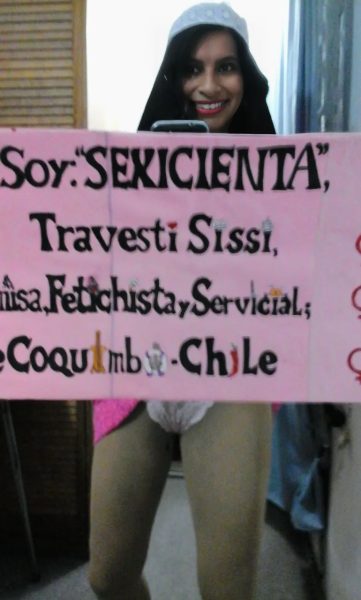 Soy: "SEXICIENTA",
Travesti Sissi,
Fetichista y Servicial;
COQUimbo - CHiLE